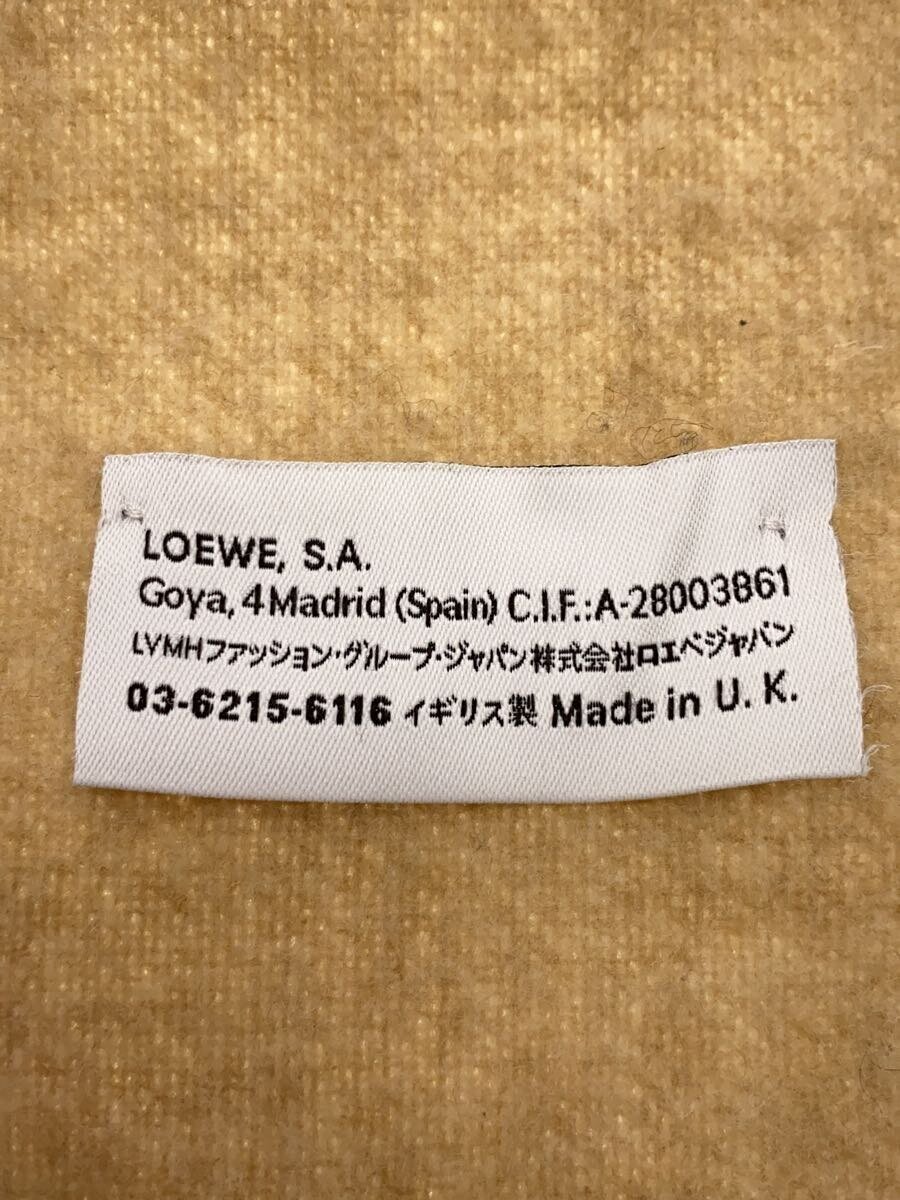 LOEWE, S.A.
Goya, 4 Madrid (Spain) C.I.F.:A-28003861
LVMHファッション・グループ・ジャパン株式会社ロエベジャパン
03-6215-6116 イギリス製 Made in U. K.